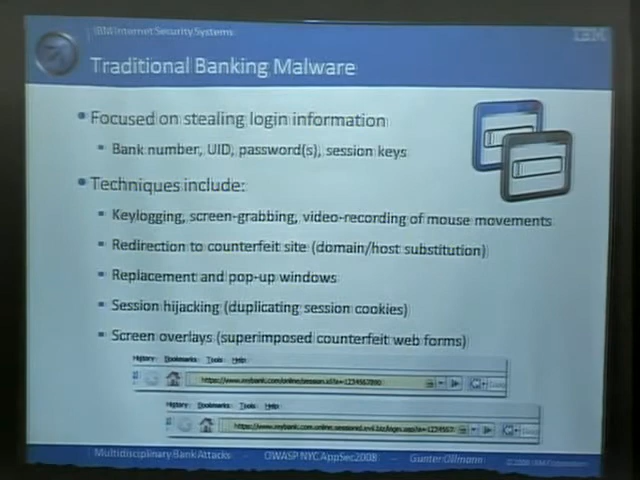 IBM Internet Security Systems
IBM
Traditional Banking Malware
Focused on stealing login information
Bank number, UID, password(s), session keys
Techniques include:
Keylogging, screen-grabbing, video-recording of mouse movements
Redirection to counterfeit site (domain/host substitution)
Replacement and pop-up windows
Session hijacking (duplicating session cookies)
Screen overlays (superimposed counterfeit web forms)
History Bookmarks Tools Help
History Bookmarks Tools Help
Multidisciplinary Bank Attacks - OWASP NYC AppSec2008 - Gunter Ollmann